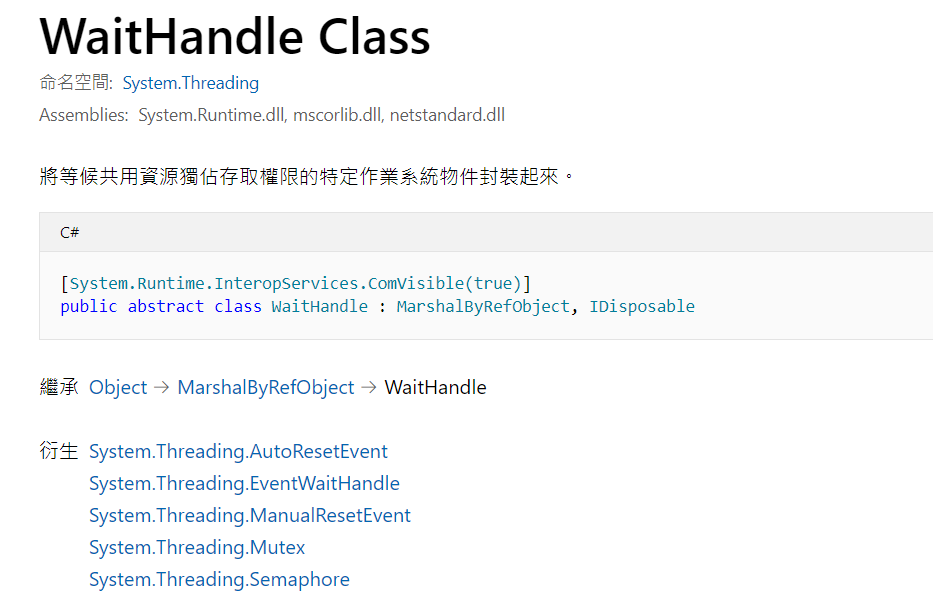 WaitHandle Class
命名空間: System.Threading
Assemblies: System.Runtime.dll, mscorlib.dll, netstandard.dll
將等候共用資源獨佔存取權限的特定作業系統物件封裝起來。
C#
[System.Runtime.InteropServices.ComVisible(true)]
public abstract class WaitHandle : MarshalByRefObject, IDisposable
繼承 Object → MarshalByRefObject → WaitHandle
衍生 System.Threading.AutoResetEvent
System.Threading.EventWaitHandle
System.Threading.ManualResetEvent
System.Threading.Mutex
System.Threading.Semaphore